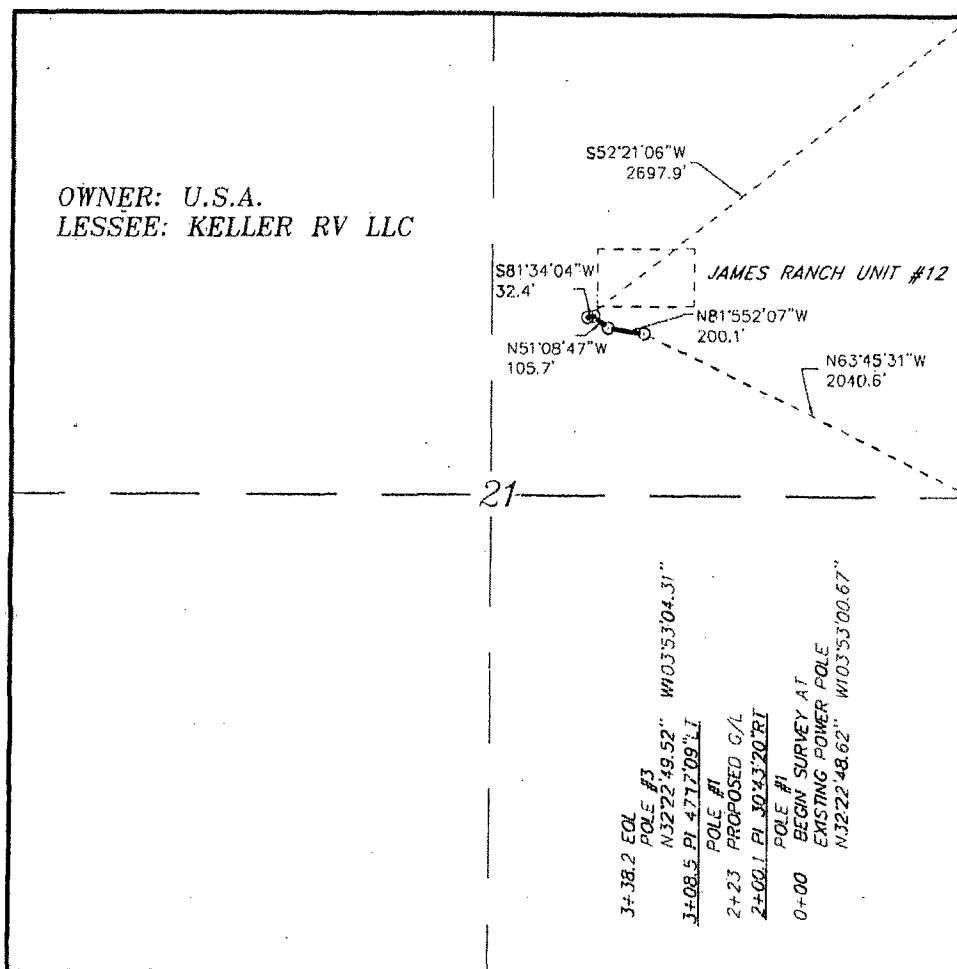 S52°21'06"W
2697.9'
OWNER: U.S.A.
LESSEE: KELLER RV LLC
S81°34'04"W
32.4'
JAMES RANCH UNIT #12
N81°552'07"W
200.1'
N51°08'47"W
105.7'
N63°45'31"W
2040.6'
21
3+38.2 EOL
POLE #3
N32°22'49.52" W103°53'04.31"
3+08.5 PI 47°17'09"LT
POLE #1
2+23 PROPOSED G/L
2+00.1 PI 30°43'20"RT
POLE #1
0+00 BEGIN SURVEY AT
EXISTING POWER POLE
N32°22'48.62" W103°53'00.67"